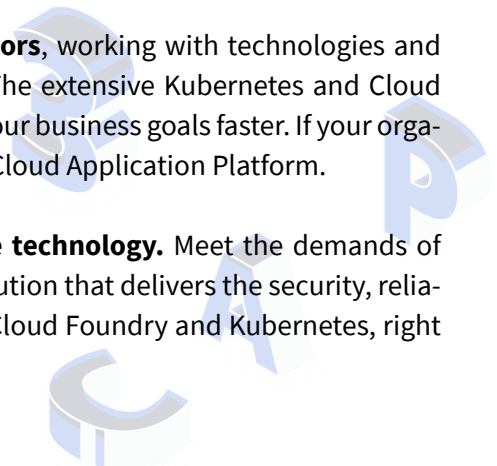 ors, working with technologies and
The extensive Kubernetes and Cloud
our business goals faster. If your orga-
Cloud Application Platform.
e technology. Meet the demands of
ution that delivers the security, relia-
Cloud Foundry and Kubernetes, right
C A P